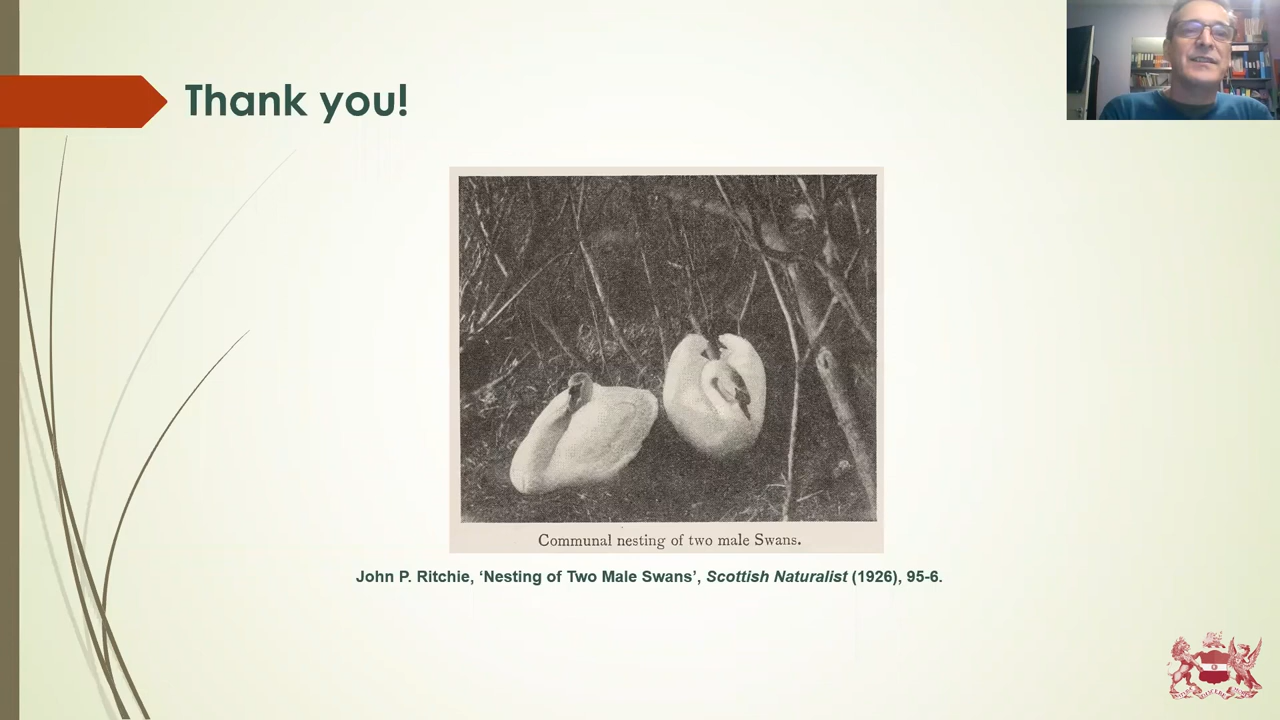 Thank you!
Communal nesting of two male Swans.
John P. Ritchie, ‘Nesting of Two Male Swans’, Scottish Naturalist (1926), 95-6.